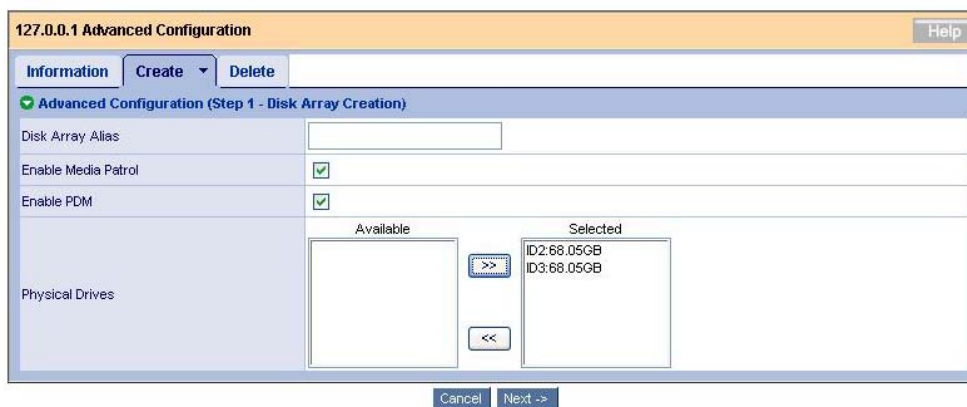 127.0.0.1 Advanced Configuration
Help
Information
Create
Delete
Advanced Configuration (Step 1 - Disk Array Creation)
Disk Array Alias
Enable Media Patrol
Enable PDM
Physical Drives
Available
Selected
>>
<<
ID2:68.05GB
ID3:68.05GB
Cancel
Next ->